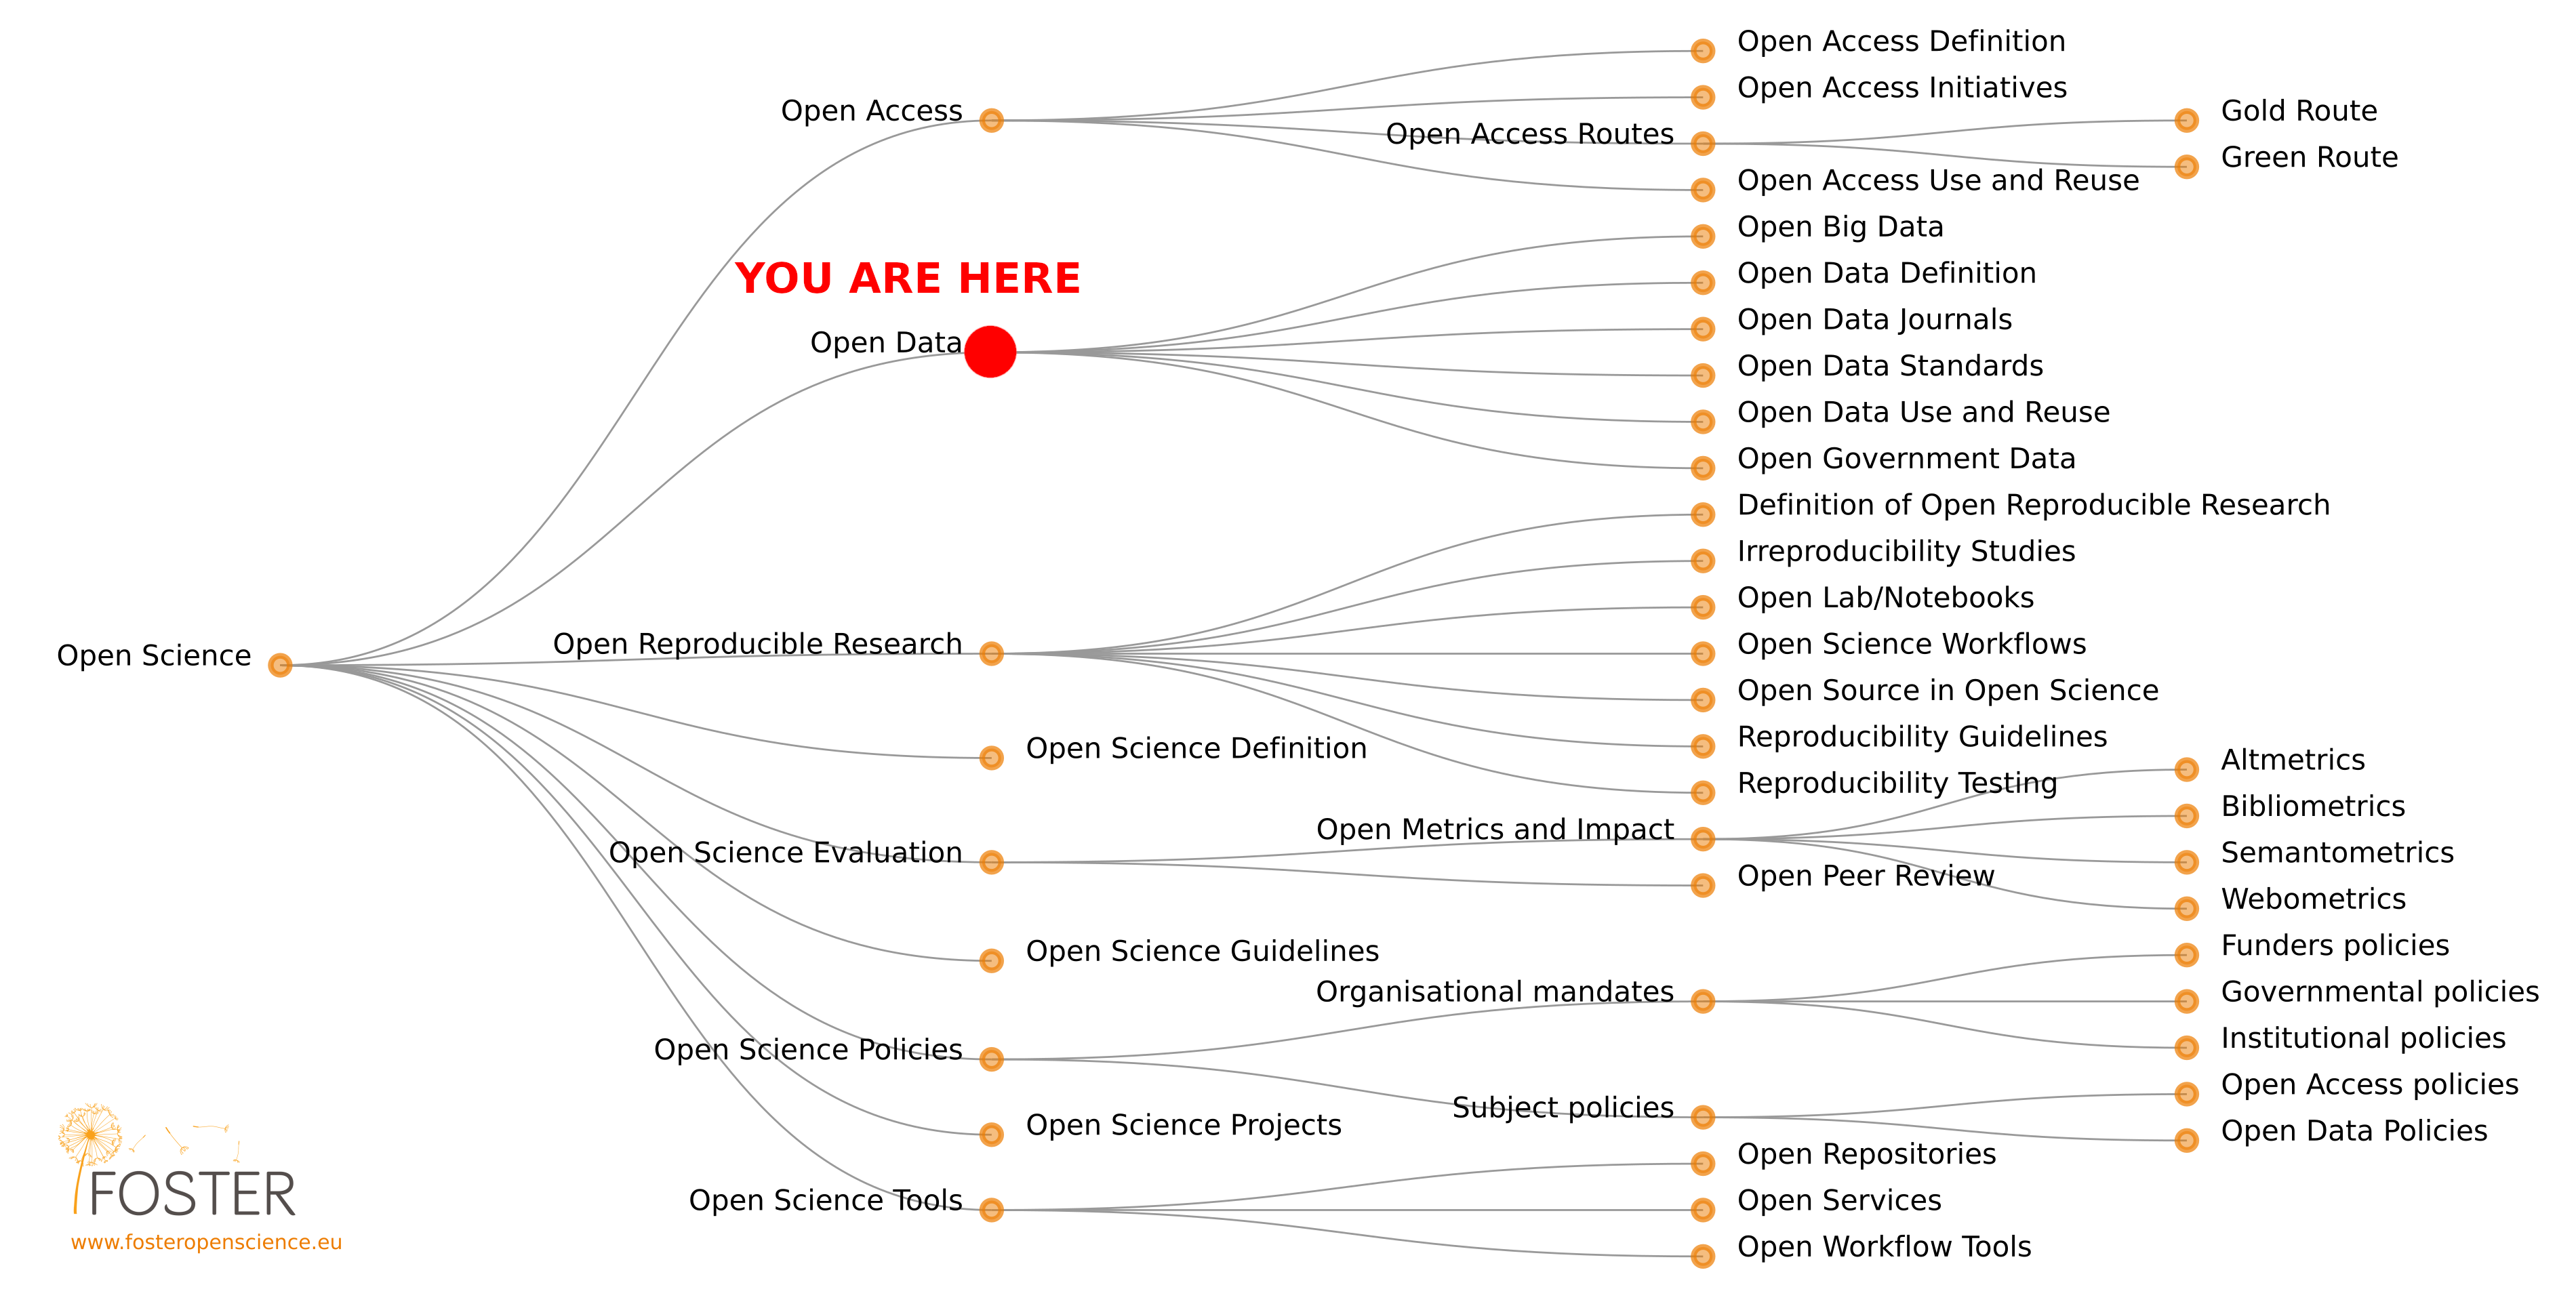 Open Access Definition
Open Access Initiatives
Open Access
Gold Route
Open Access Routes
Green Route
Open Access Use and Reuse
Open Big Data
YOU ARE HERE
Open Data Definition
Open Data Journals
Open Data
Open Data Standards
Open Data Use and Reuse
Open Government Data
Definition of Open Reproducible Research
Irreproducibility Studies
Open Lab/Notebooks
Open Science
Open Reproducible Research
Open Science Workflows
Open Source in Open Science
Reproducibility Guidelines
Open Science Definition
Altmetrics
Reproducibility Testing
Bibliometrics
Open Metrics and Impact
Open Science Evaluation
Semantometrics
Open Peer Review
Webometrics
Funders policies
Open Science Guidelines
Organisational mandates
Governmental policies
Institutional policies
Open Science Policies
Open Access policies
Subject policies
Open Science Projects
Open Data Policies
Open Repositories
Open Science Tools
Open Services
Open Workflow Tools
FOSTER
www.fosteropenscience.eu